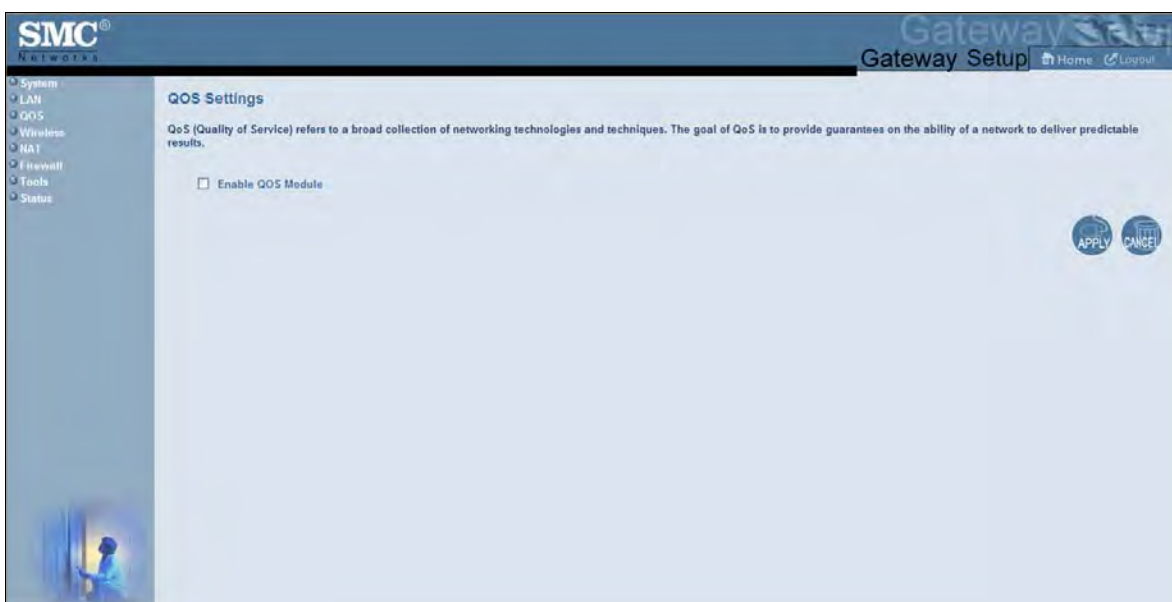 SMC®
Networks
Gateway Setup
Gateway Setup
Home
Logout
System
LAN
QOS
Wireless
NAT
Firewall
Tools
Status
QOS Settings
QoS (Quality of Service) refers to a broad collection of networking technologies and techniques. The goal of QoS is to provide guarantees on the ability of a network to deliver predictable
results.
Enable QOS Module
APPLY
CANCEL